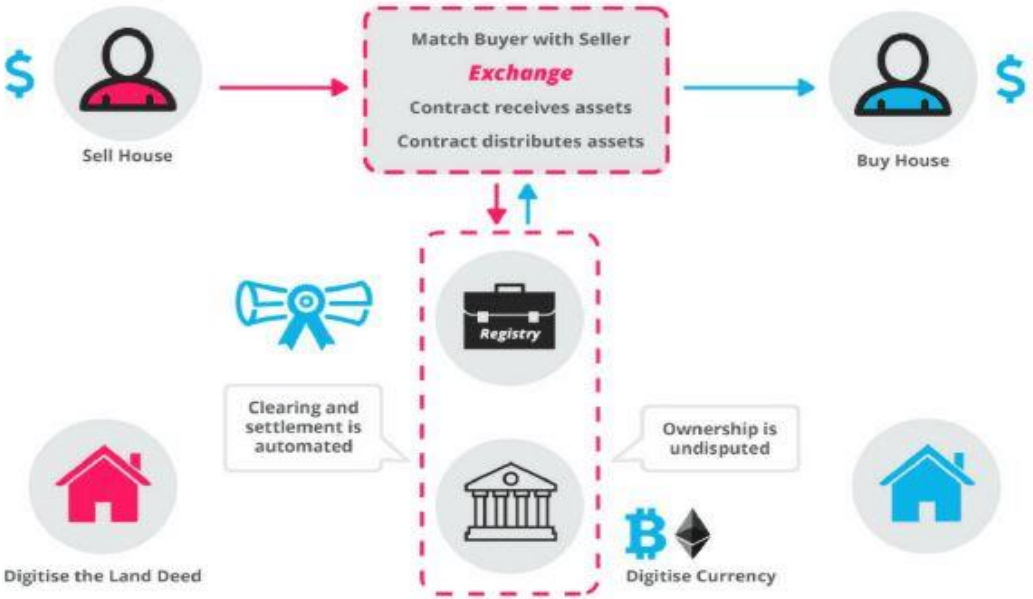 $
$
Match Buyer with Seller
Exchange
Contract receives assets
Contract distributes assets
Sell House
Buy House
Registry
Clearing and
settlement is
automated
Ownership is
undisputed
Digitise the Land Deed
Digitise Currency